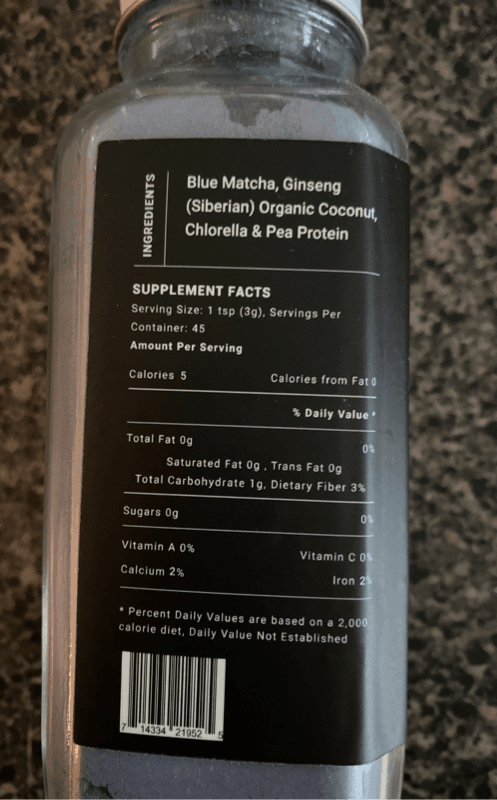 INGREDIENTS
Blue Matcha, Ginseng
(Siberian) Organic Coconut,
Chlorella & Pea Protein
SUPPLEMENT FACTS
Serving Size: 1 tsp (3g), Servings Per
Container: 45
Amount Per Serving
Calories 5 Calories from Fat 0
% Daily Value *
Total Fat 0g 0%
Saturated Fat 0g , Trans Fat 0g
Total Carbohydrate 1g, Dietary Fiber 3%
Sugars 0g 0%
Vitamin A 0% Vitamin C 0%
Calcium 2% Iron 2%
* Percent Daily Values are based on a 2,000
calorie diet, Daily Value Not Established
7 14334 21952 5